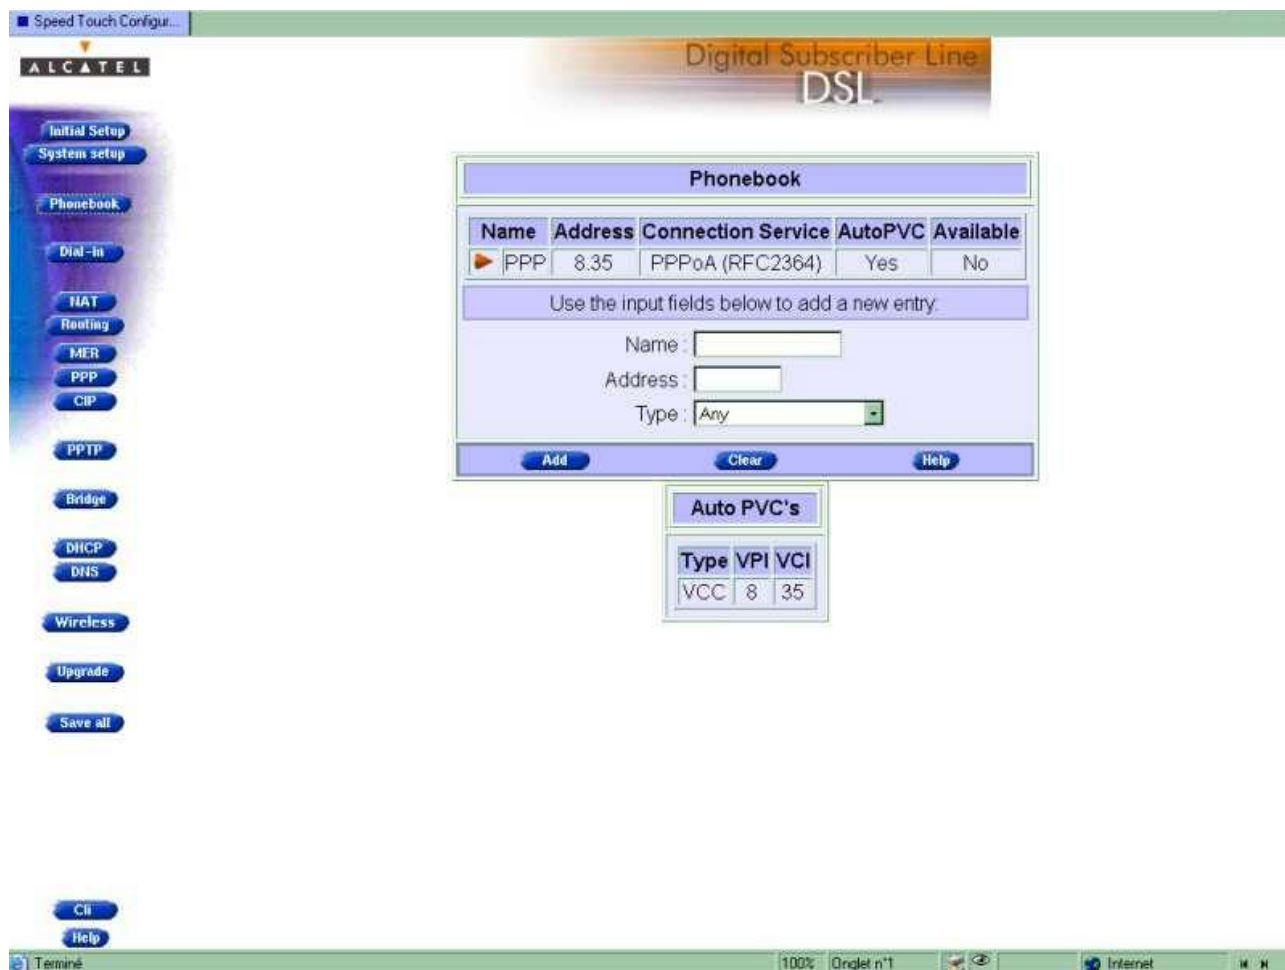 Speed Touch Configur...
ALCATEL
Digital Subscriber Line
DSL
Initial Setup
System setup
Phonebook
Dial-in
NAT
Routing
MER
PPP
CIP
PPTP
Bridge
DHCP
DNS
Wireless
Upgrade
Save all
Cli
Help
Phonebook
Name Address Connection Service AutoPVC Available
PPP 8.35 PPPoA (RFC2364) Yes No
Use the input fields below to add a new entry:
Name :
Address :
Type : Any
Add Clear Help
Auto PVC's
Type VPI VCI
VCC 8 35
Terminé 100% Onglet n°1 Internet